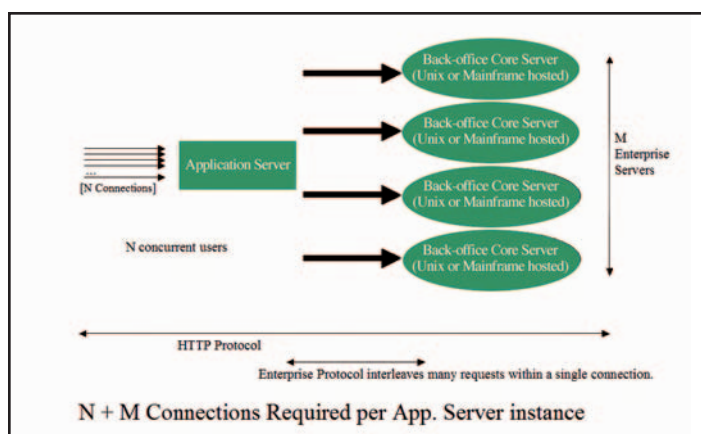 Back-office Core Server
(Unix or Mainframe hosted)
Back-office Core Server
(Unix or Mainframe hosted)
M
Enterprise
Servers
Application Server
...
[N Connections]
Back-office Core Server
(Unix or Mainframe hosted)
N concurrent users
Back-office Core Server
(Unix or Mainframe hosted)
HTTP Protocol
Enterprise Protocol interleaves many requests within a single connection.
N + M Connections Required per App. Server instance